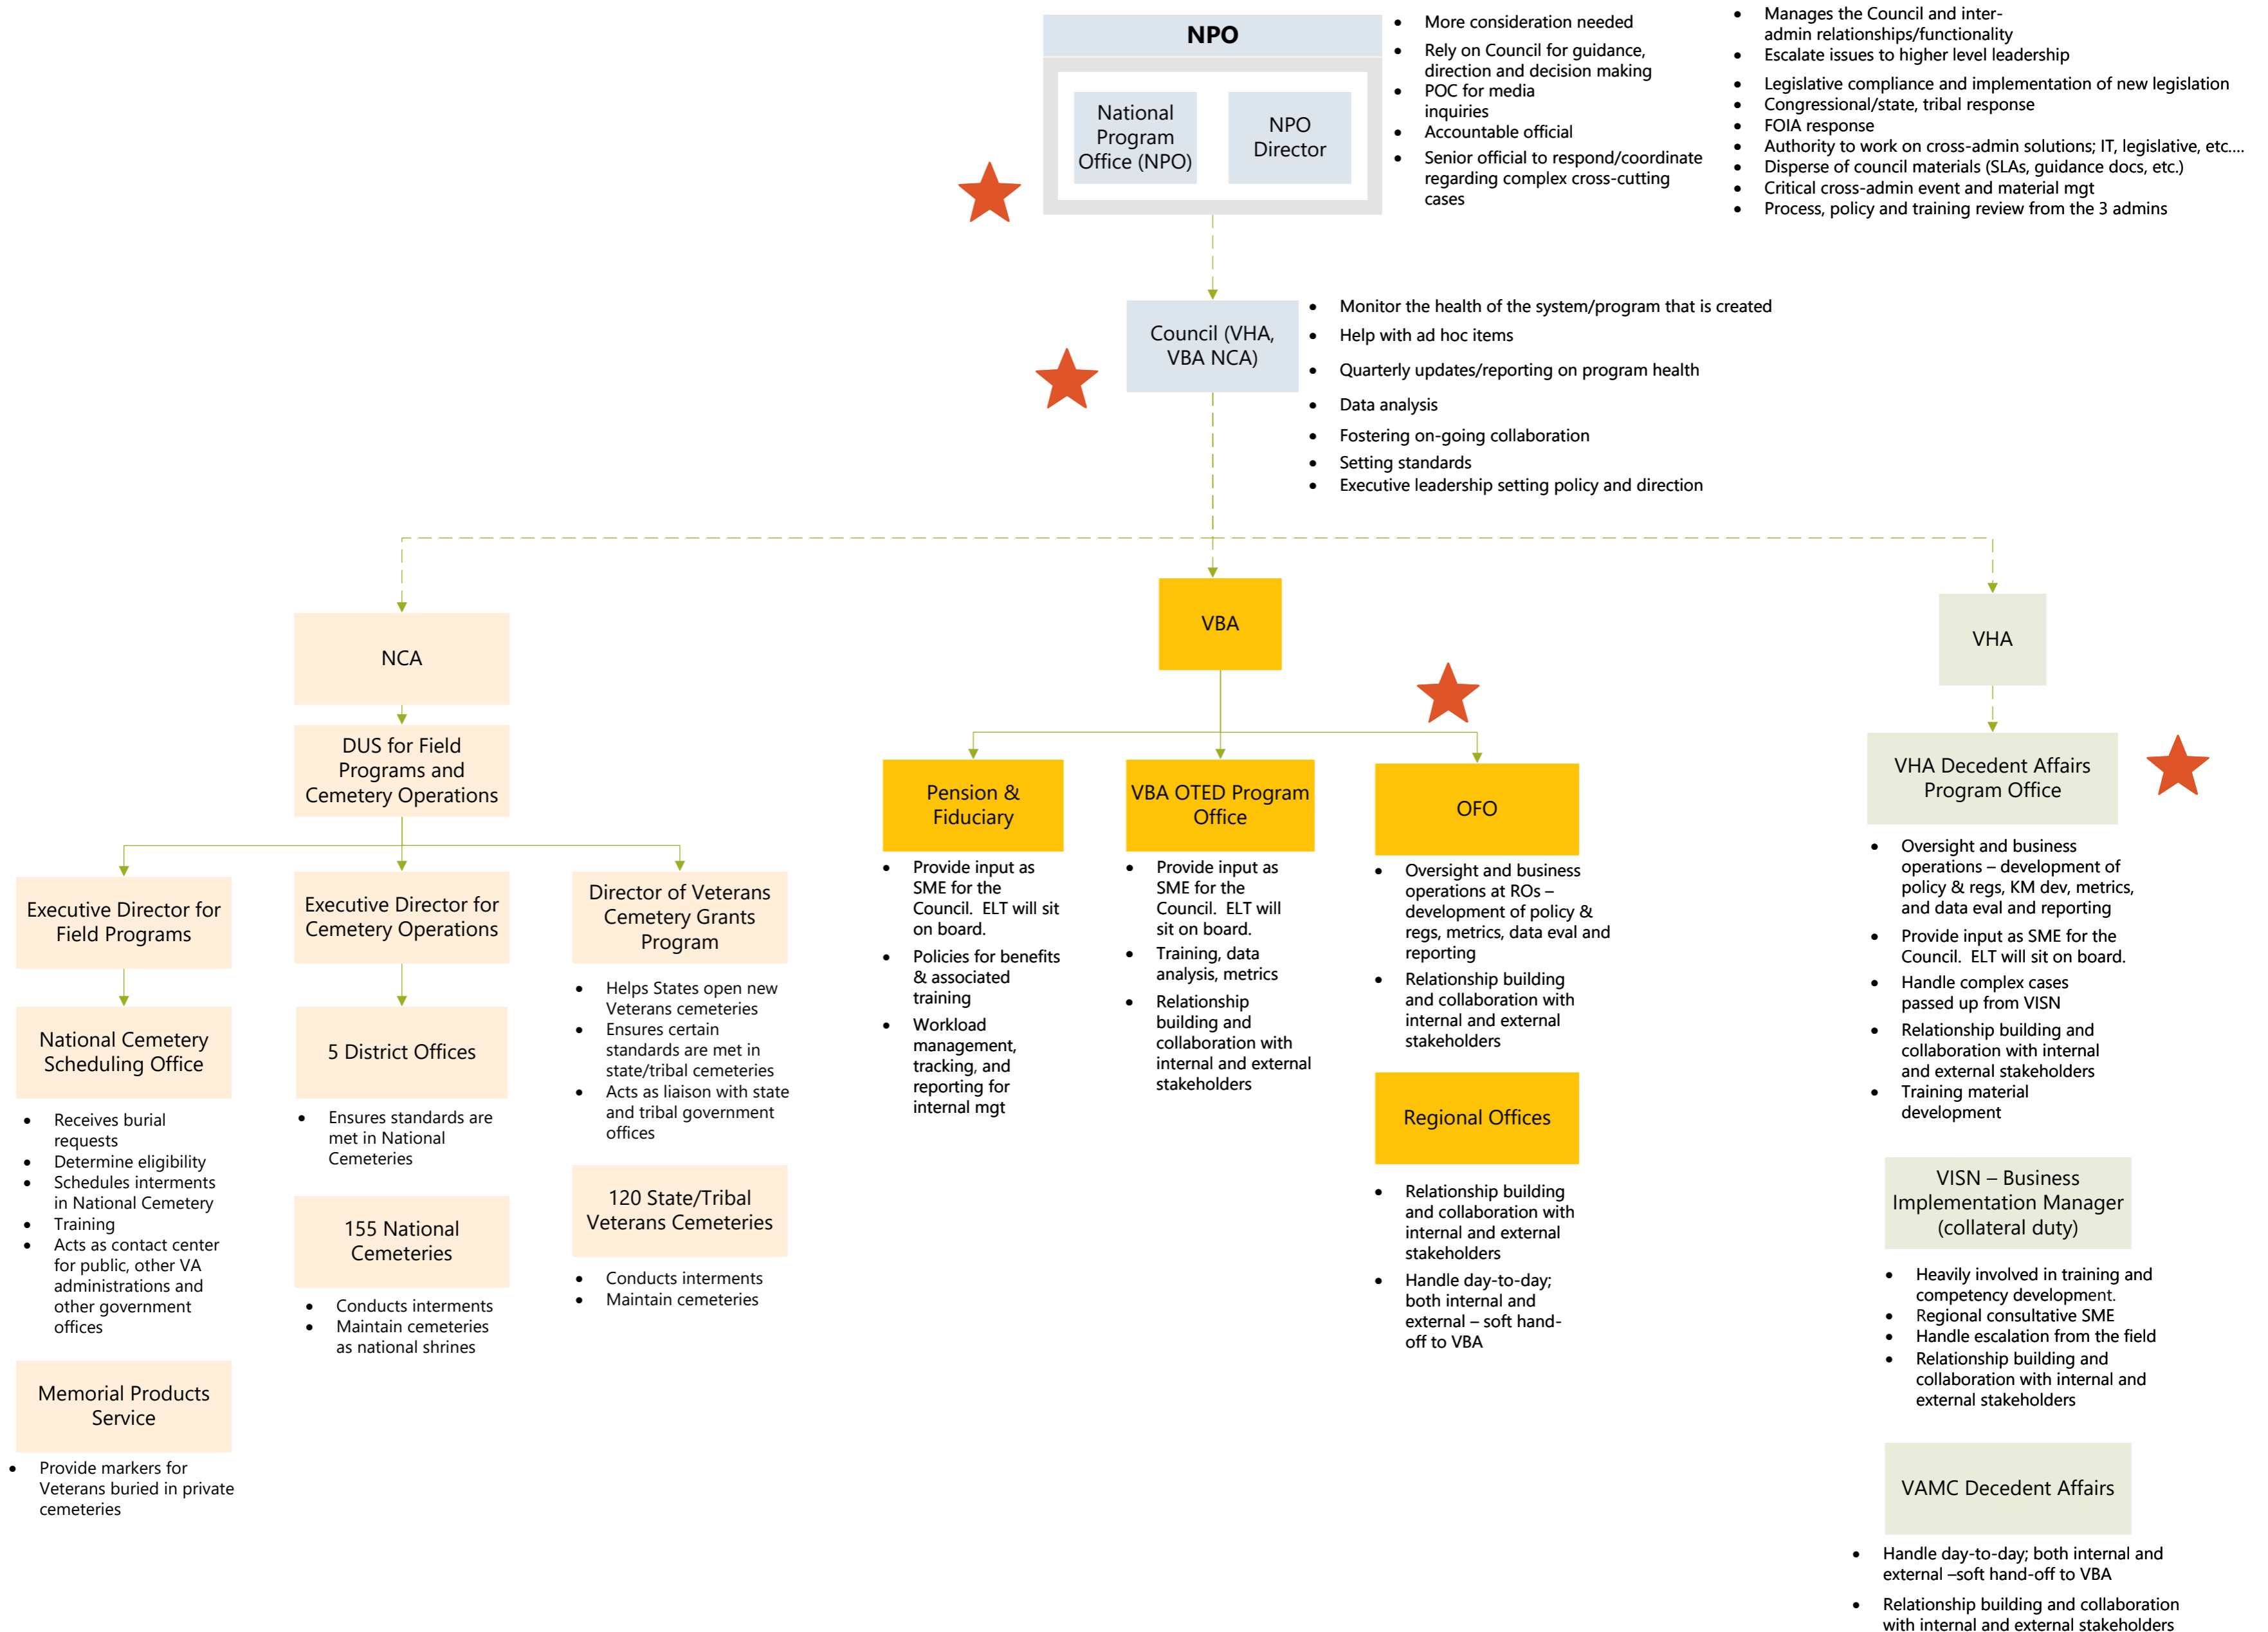 NPO
National
Program
Office (NPO)
NPO
Director
• More consideration needed
• Rely on Council for guidance,
direction and decision making
• POC for media
inquiries
• Accountable official
• Senior official to respond/coordinate
regarding complex cross-cutting
cases
• Manages the Council and inter-
admin relationships/functionality
• Escalate issues to higher level leadership
• Legislative compliance and implementation of new legislation
• Congressional/state, tribal response
• FOIA response
• Authority to work on cross-admin solutions; IT, legislative, etc....
• Disperse of council materials (SLAs, guidance docs, etc.)
• Critical cross-admin event and material mgt
• Process, policy and training review from the 3 admins
Council (VHA,
VBA NCA)
• Monitor the health of the system/program that is created
• Help with ad hoc items
• Quarterly updates/reporting on program health
• Data analysis
• Fostering on-going collaboration
• Setting standards
• Executive leadership setting policy and direction
NCA
DUS for Field
Programs and
Cemetery Operations
Executive Director for
Field Programs
National Cemetery
Scheduling Office
• Receives burial
requests
• Determine eligibility
• Schedules interments
in National Cemetery
• Training
• Acts as contact center
for public, other VA
administrations and
other government
offices
Memorial Products
Service
• Provide markers for
Veterans buried in private
cemeteries
Executive Director for
Cemetery Operations
5 District Offices
• Ensures standards are
met in National
Cemeteries
155 National
Cemeteries
• Conducts interments
• Maintain cemeteries
as national shrines
Director of Veterans
Cemetery Grants
Program
• Helps States open new
Veterans cemeteries
• Ensures certain
standards are met in
state/tribal cemeteries
• Acts as liaison with state
and tribal government
offices
120 State/Tribal
Veterans Cemeteries
• Conducts interments
• Maintain cemeteries
VBA
Pension &
Fiduciary
• Provide input as
SME for the
Council.  ELT will sit
on board.
• Policies for benefits
& associated
training
• Workload
management,
tracking, and
reporting for
internal mgt
VBA OTED Program
Office
• Provide input as
SME for the
Council.  ELT will
sit on board.
• Training, data
analysis, metrics
• Relationship
building and
collaboration with
internal and external
stakeholders
OFO
• Oversight and business
operations at ROs –
development of policy &
regs, metrics, data eval and
reporting
• Relationship building
and collaboration with
internal and external
stakeholders
Regional Offices
• Relationship building
and collaboration with
internal and external
stakeholders
• Handle day-to-day;
both internal and
external – soft hand-
off to VBA
VHA
VHA Decedent Affairs
Program Office
• Oversight and business
operations – development of
policy & regs, KM dev, metrics,
and data eval and reporting
• Provide input as SME for the
Council.  ELT will sit on board.
• Handle complex cases
passed up from VISN
• Relationship building and
collaboration with internal
and external stakeholders
• Training material
development
VISN – Business
Implementation Manager
(collateral duty)
• Heavily involved in training and
competency development.
• Regional consultative SME
• Handle escalation from the field
• Relationship building and
collaboration with internal and
external stakeholders
VAMC Decedent Affairs
• Handle day-to-day; both internal and
external –soft hand-off to VBA
• Relationship building and collaboration
with internal and external stakeholders